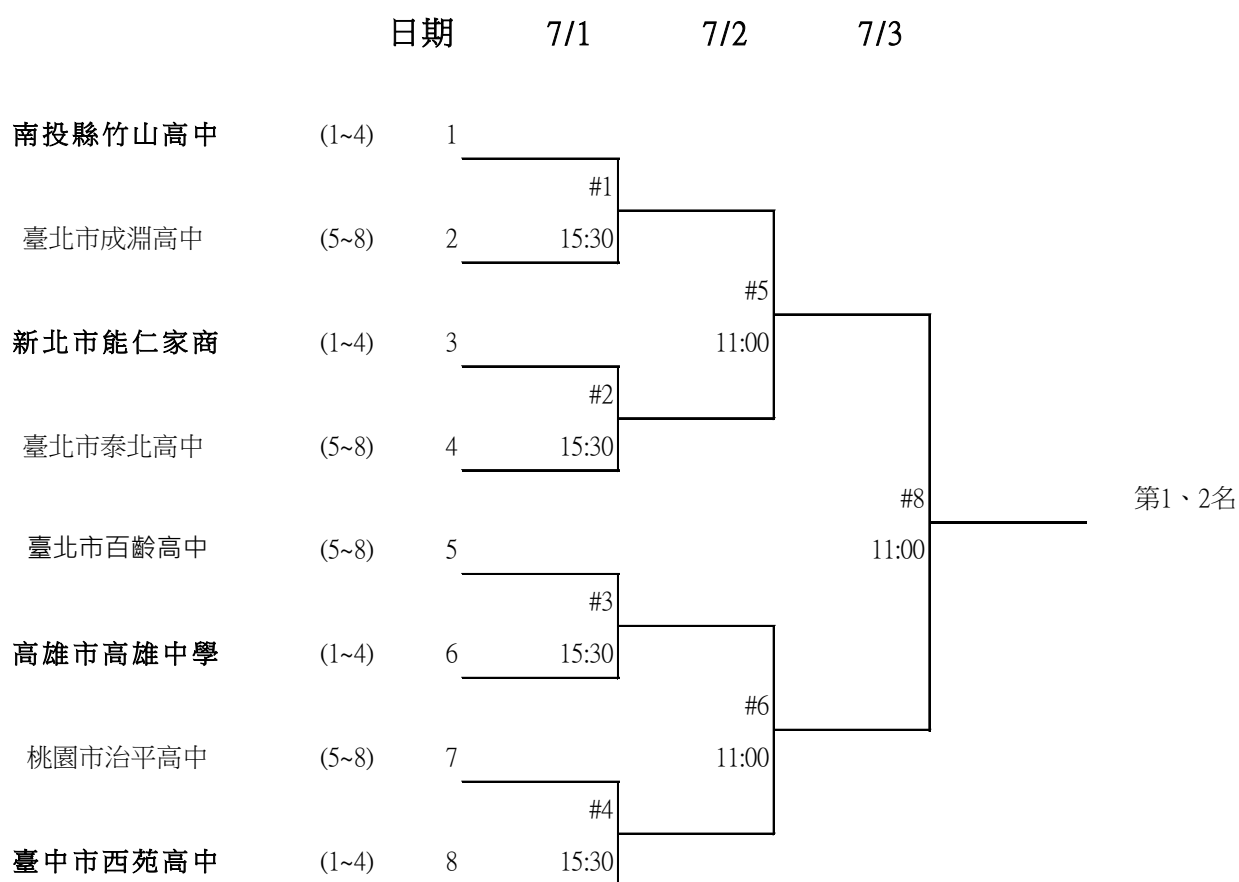 日期 7/1 7/2 7/3
南投縣竹山高中 (1~4) 1
#1
臺北市成淵高中 (5~8) 2 15:30
#5
新北市能仁家商 (1~4) 3 11:00
#2
臺北市泰北高中 (5~8) 4 15:30
#8 第1、2名
臺北市百齡高中 (5~8) 5 11:00
#3
高雄市高雄中學 (1~4) 6 15:30
#6
桃園市治平高中 (5~8) 7 11:00
#4
臺中市西苑高中 (1~4) 8 15:30